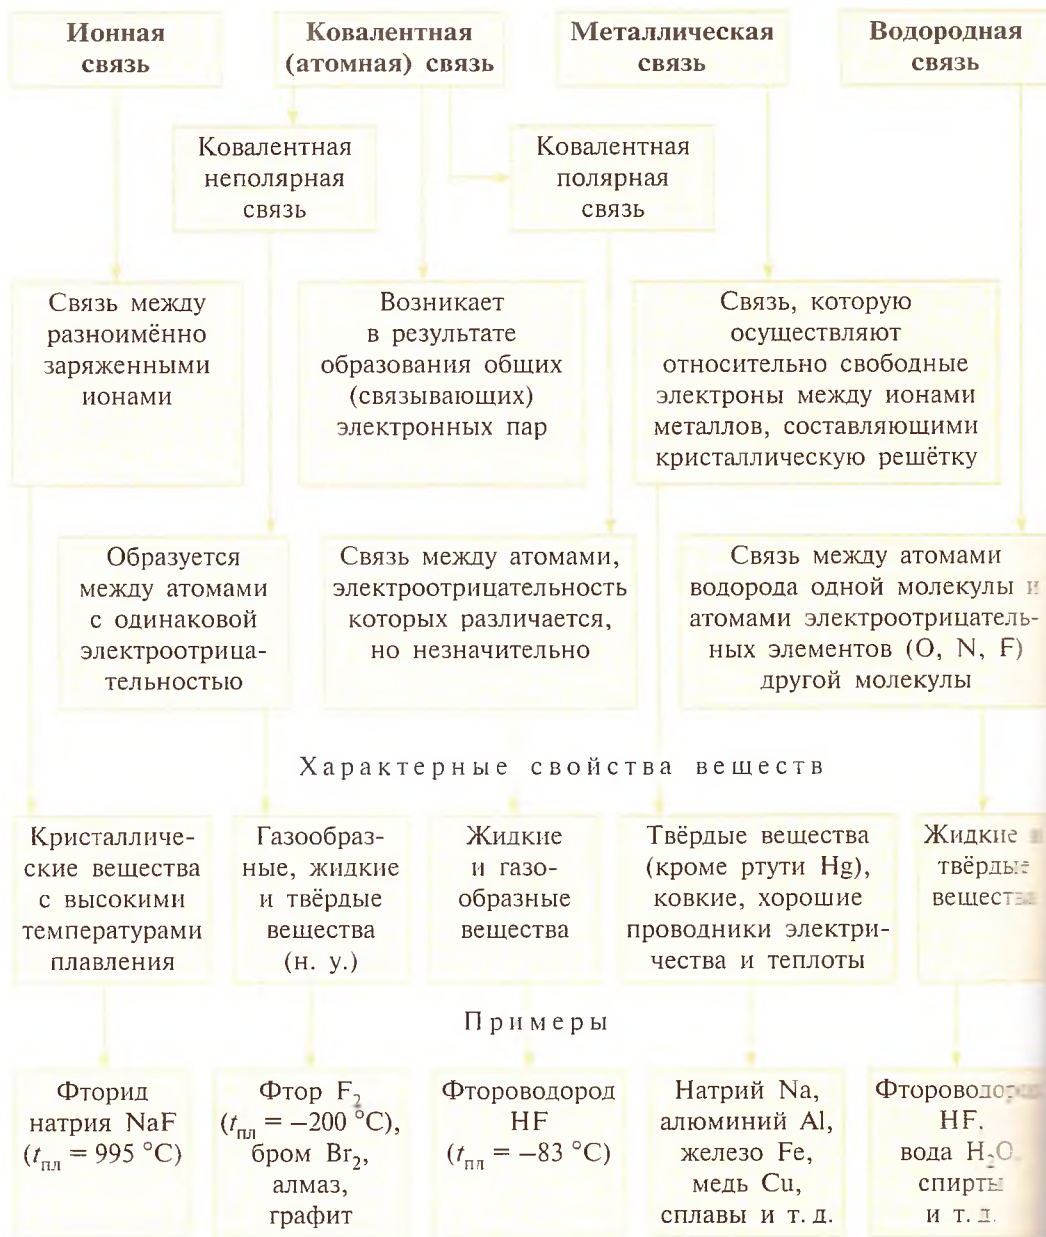 Ионная
связь
Ковалентная
(атомная) связь
Металлическая
связь
Водородная
связь
Ковалентная
неполярная
связь
Ковалентная
полярная
связь
Связь между
разноимённо
заряженными
ионами
Возникает
в результате
образования общих
(связывающих)
электронных пар
Связь, которую
осуществляют
относительно свободные
электроны между ионами
металлов, составляющими
кристаллическую решётку
Образуется
между атомами
с одинаковой
электроотрица-
тельностью
Связь между атомами,
электроотрицательность
которых различается,
но незначительно
Связь между атомами
водорода одной молекулы и
атомами электроотрицатель-
ных элементов (O, N, F)
другой молекулы
Характерные свойства веществ
Кристалличе-
ские вещества
с высокими
температурами
плавления
Газообраз-
ные, жидкие
и твёрдые
вещества
(н. у.)
Жидкие
и газо-
образные
вещества
Твёрдые вещества
(кроме ртути Hg),
ковкие, хорошие
проводники электри-
чества и теплоты
Жидкие и
твёрдые
вещества
Примеры
Фторид
натрия NaF
(tпл = 995 °C)
Фтор F₂
(tпл = −200 °C),
бром Br₂,
алмаз,
графит
Фтороводород
HF
(tпл = −83 °C)
Натрий Na,
алюминий Al,
железо Fe,
медь Cu,
сплавы и т. д.
Фтороводород
HF,
вода H₂O,
спирты
и т. д.